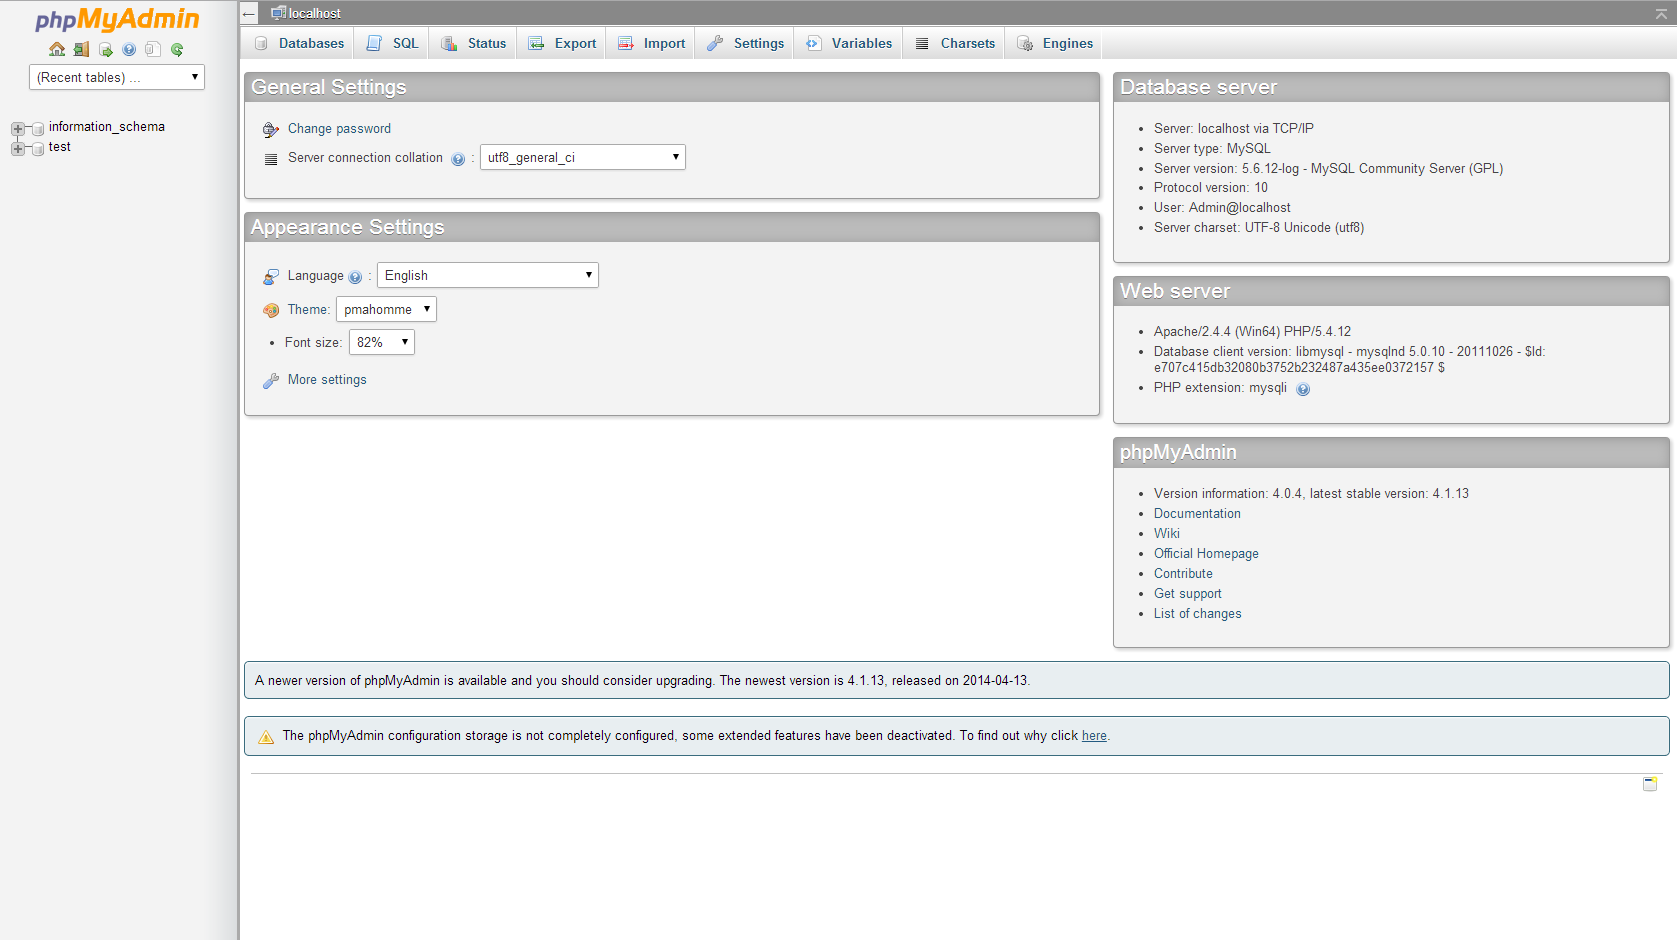 phpMyAdmin
(Recent tables) ...
information_schema
test
localhost
Databases
SQL
Status
Export
Import
Settings
Variables
Charsets
Engines
General Settings
Change password
Server connection collation :
utf8_general_ci
Appearance Settings
Language :
English
Theme:
pmahomme
Font size:
82%
More settings
Database server
Server: localhost via TCP/IP
Server type: MySQL
Server version: 5.6.12-log - MySQL Community Server (GPL)
Protocol version: 10
User: Admin@localhost
Server charset: UTF-8 Unicode (utf8)
Web server
Apache/2.4.4 (Win64) PHP/5.4.12
Database client version: libmysql - mysqlnd 5.0.10 - 20111026 - $Id:
e707c415db32080b3752b232487a435ee0372157 $
PHP extension: mysqli
phpMyAdmin
Version information: 4.0.4, latest stable version: 4.1.13
Documentation
Wiki
Official Homepage
Contribute
Get support
List of changes
A newer version of phpMyAdmin is available and you should consider upgrading. The newest version is 4.1.13, released on 2014-04-13.
The phpMyAdmin configuration storage is not completely configured, some extended features have been deactivated. To find out why click here.